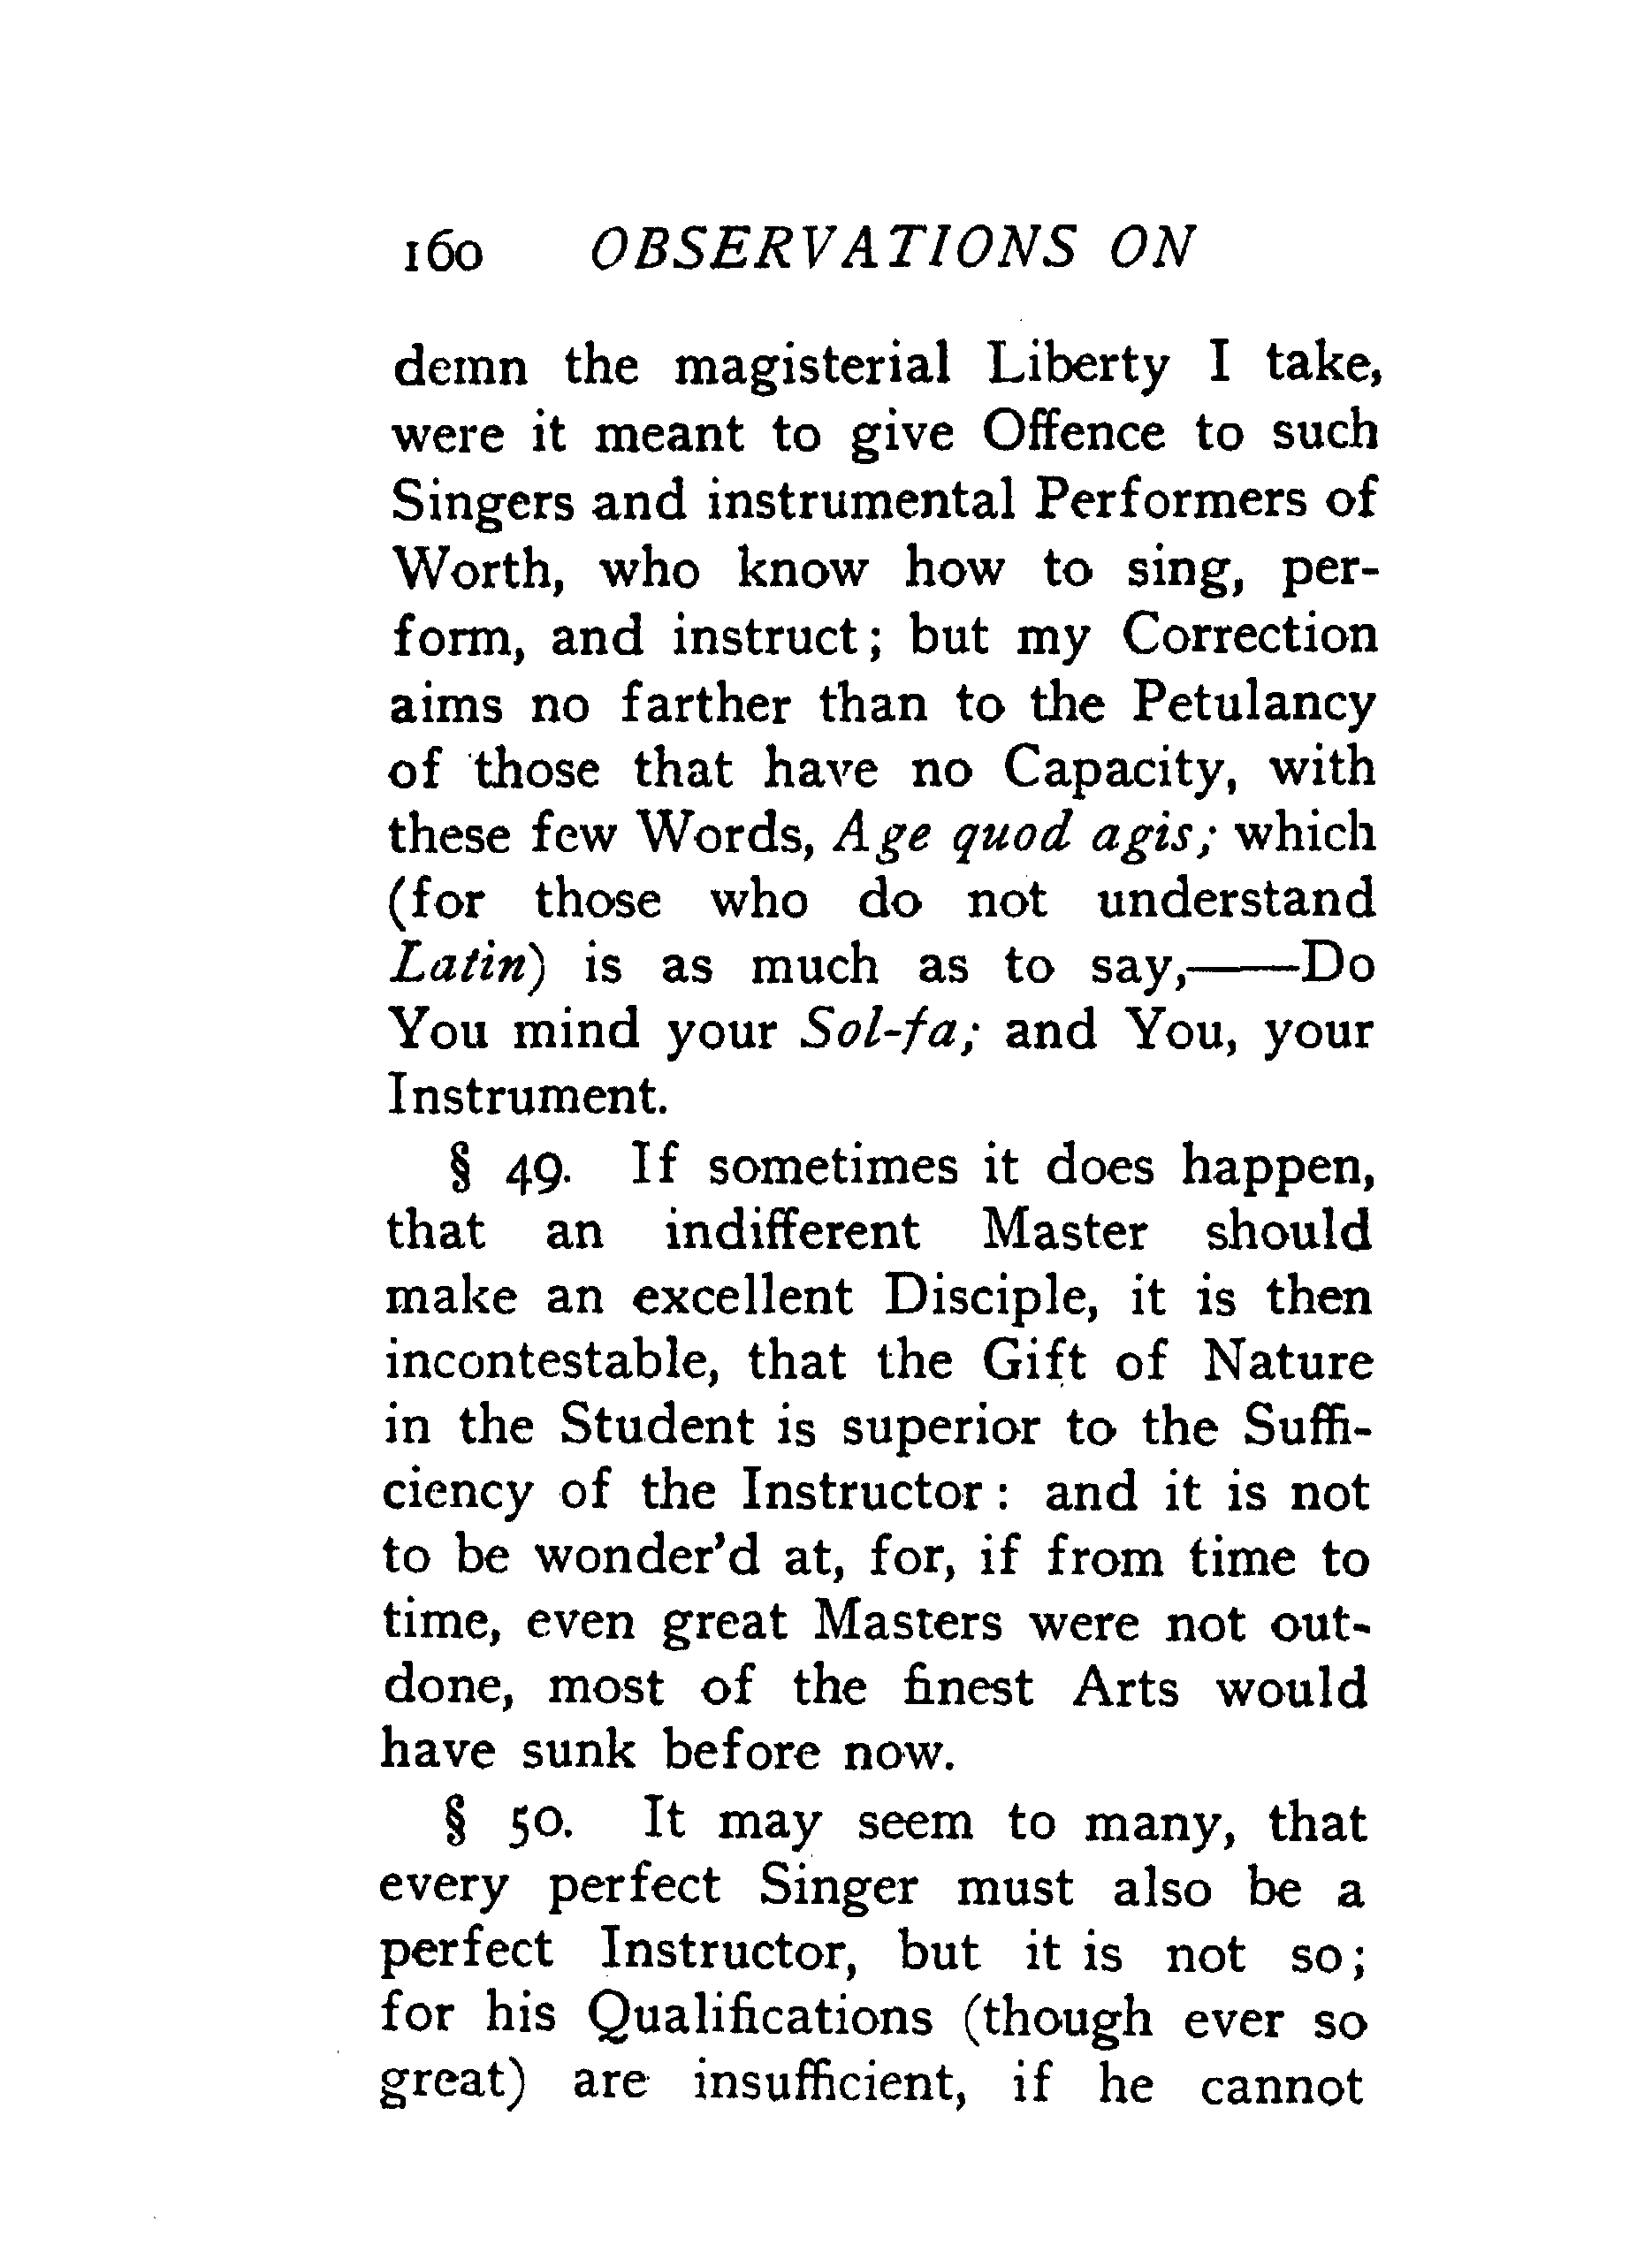 160 OBSERVATIONS ON
demn the magisterial Liberty I take,
were it meant to give Offence to such
Singers and instrumental Performers of
Worth, who know how to sing, per-
form, and instruct; but my Correction
aims no farther than to the Petulancy
of those that have no Capacity, with
these few Words, Age quod agis; which
(for those who do not understand
Latin) is as much as to say,——Do
You mind your Sol-fa; and You, your
Instrument.
§ 49. If sometimes it does happen,
that an indifferent Master should
make an excellent Disciple, it is then
incontestable, that the Gift of Nature
in the Student is superior to the Suffi-
ciency of the Instructor: and it is not
to be wonder'd at, for, if from time to
time, even great Masters were not out-
done, most of the finest Arts would
have sunk before now.
§ 50. It may seem to many, that
every perfect Singer must also be a
perfect Instructor, but it is not so;
for his Qualifications (though ever so
great) are insufficient, if he cannot